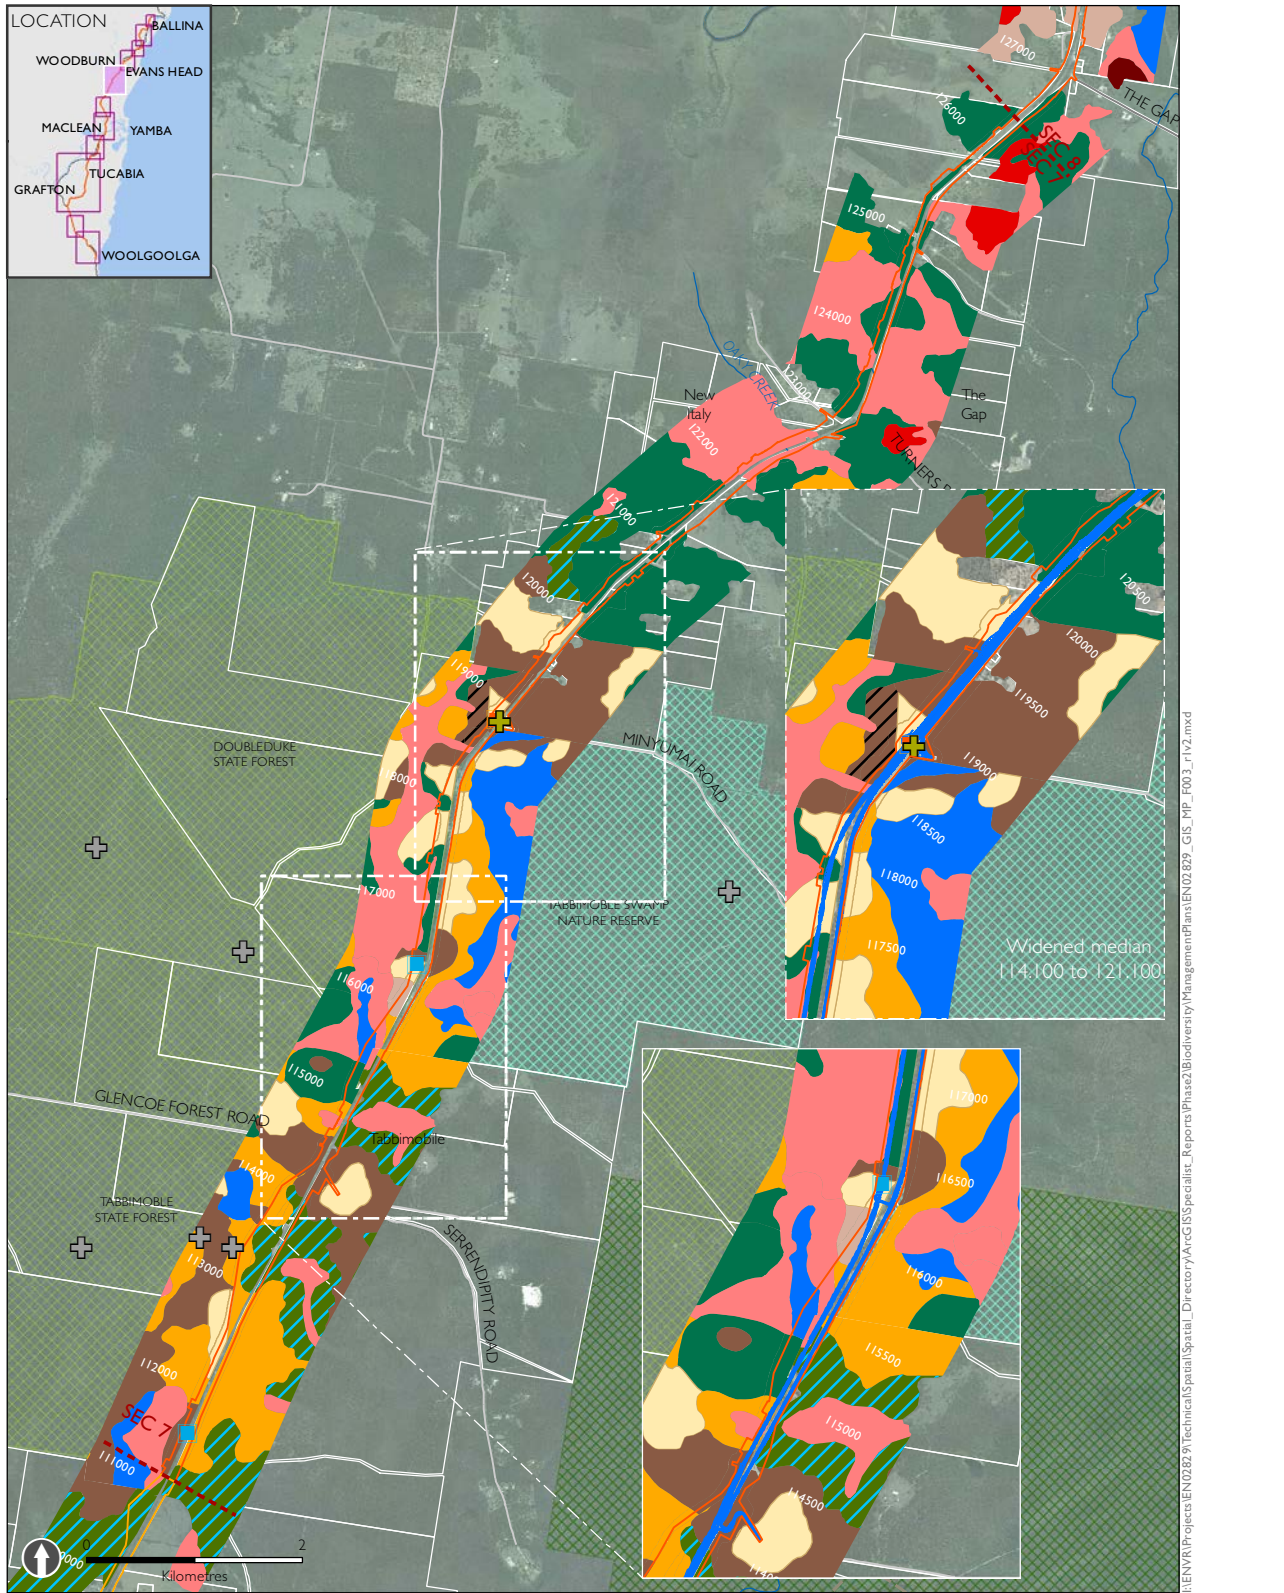 LOCATION
BALLINA
WOODBURN
EVANS HEAD
MACLEAN
YAMBA
TUCABIA
GRAFTON
WOOLGOOLGA
127000
THE GAP
126000
SEC 8
SEC 7
125000
124000
OAKY CREEK
123000
New
Italy
The
Gap
122000
TURNERS
121000
120000
120500
120000
119000
119500
MINYUMAI ROAD
DOUBLEDUKE
STATE FOREST
119000
118000
118500
118000
117000
TABBIMOBLE SWAMP
NATURE RESERVE
117500
Widened median
114.100 to 121.100
116000
115000
GLENCOE FOREST ROAD
Tabbimobile
117000
116500
114000
TABBIMOBLE
STATE FOREST
SERRENDIPITY ROAD
116000
113000
115500
112000
115000
SEC 7
111000
114500
0
2
Kilometres
I:\ENVR\Projects\EN02829\Technical\Spatial\Spatial_Directory\ArcGIS\Specialist_Reports\Phase2\Biodiversity\ManagementPlans\EN02829_GIS_MP_F003_r1v2.mxd